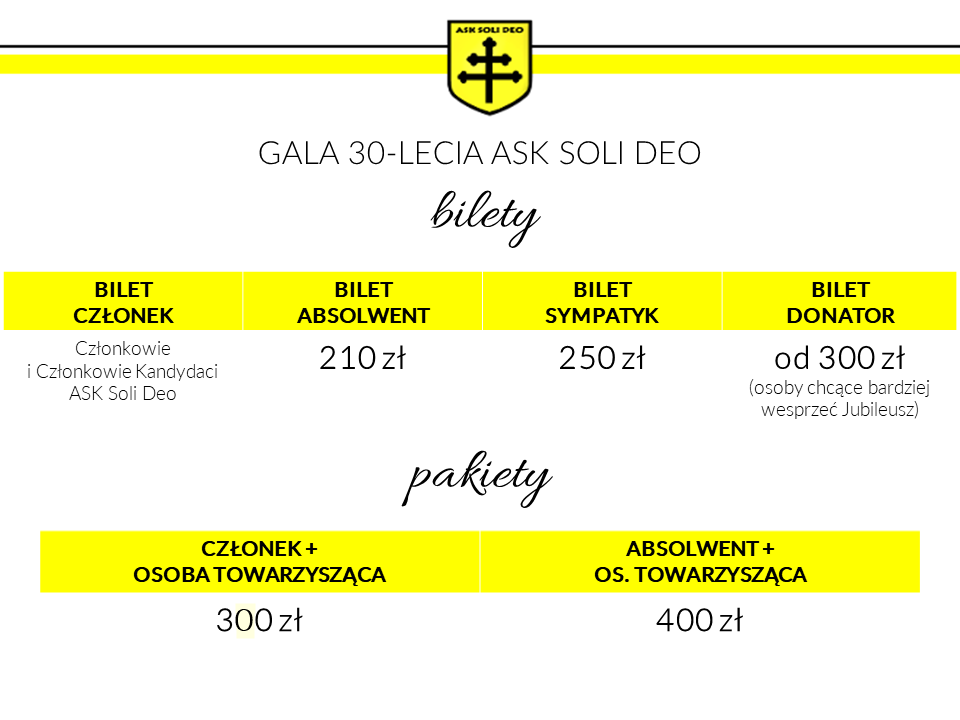 ASK SOLI DEO
GALA 30-LECIA ASK SOLI DEO
bilety
BILET
CZŁONEK
Członkowie
i Członkowie Kandydaci
ASK Soli Deo
BILET
ABSOLWENT
210 zł
BILET
SYMPATYK
250 zł
BILET
DONATOR
od 300 zł
(osoby chcące bardziej
wesprzeć Jubileusz)
pakiety
CZŁONEK +
OSOBA TOWARZYSZĄCA
300 zł
ABSOLWENT +
OS. TOWARZYSZĄCA
400 zł